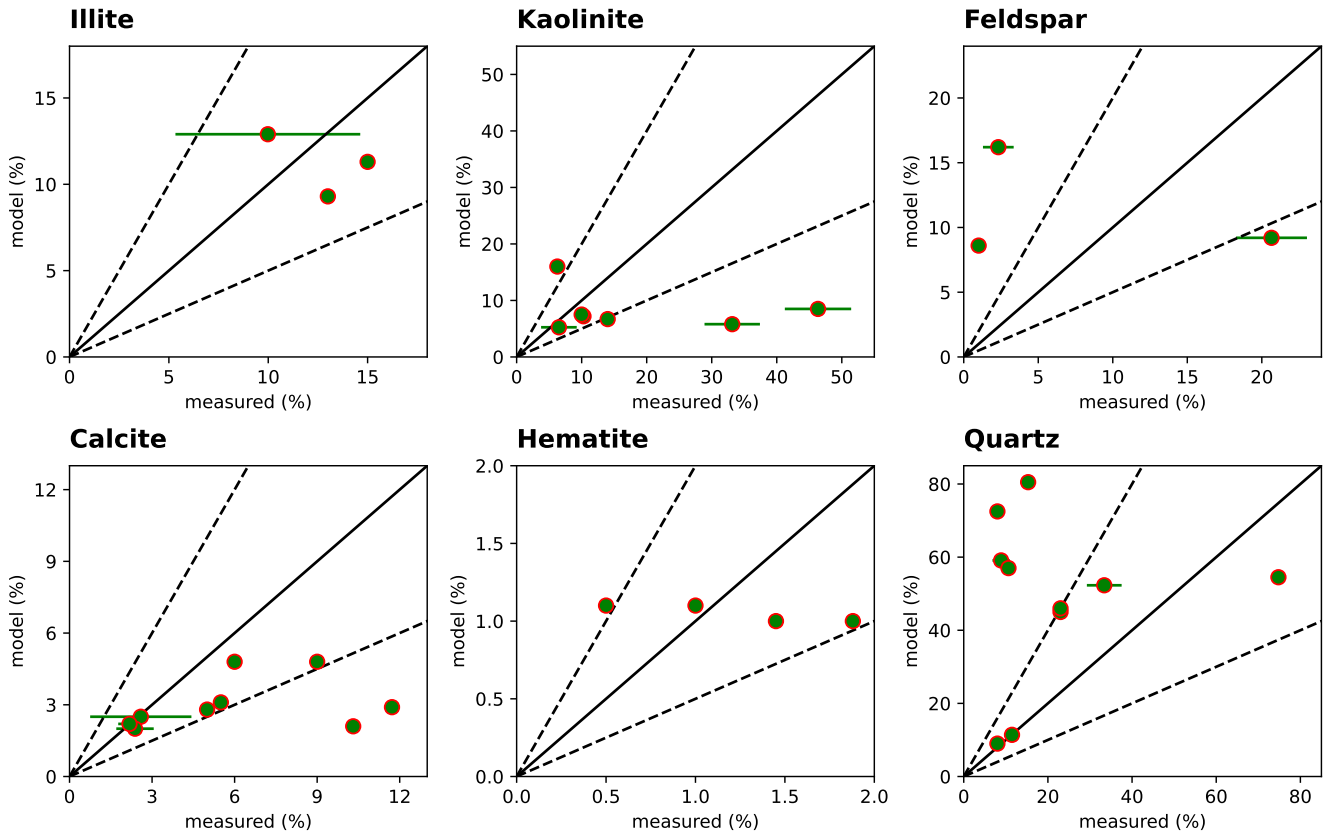 Illite Kaolinite Feldspar
15 10 5 0
model (%)
0 5 10 15
measured (%)
50 40 30 20 10 0
model (%)
0 10 20 30 40 50
measured (%)
20 15 10 5 0
model (%)
0 5 10 15 20
measured (%)
Calcite Hematite Quartz
12 9 6 3 0
model (%)
0 3 6 9 12
measured (%)
2.0 1.5 1.0 0.5 0.0
model (%)
0.0 0.5 1.0 1.5 2.0
measured (%)
80 60 40 20 0
model (%)
0 20 40 60 80
measured (%)